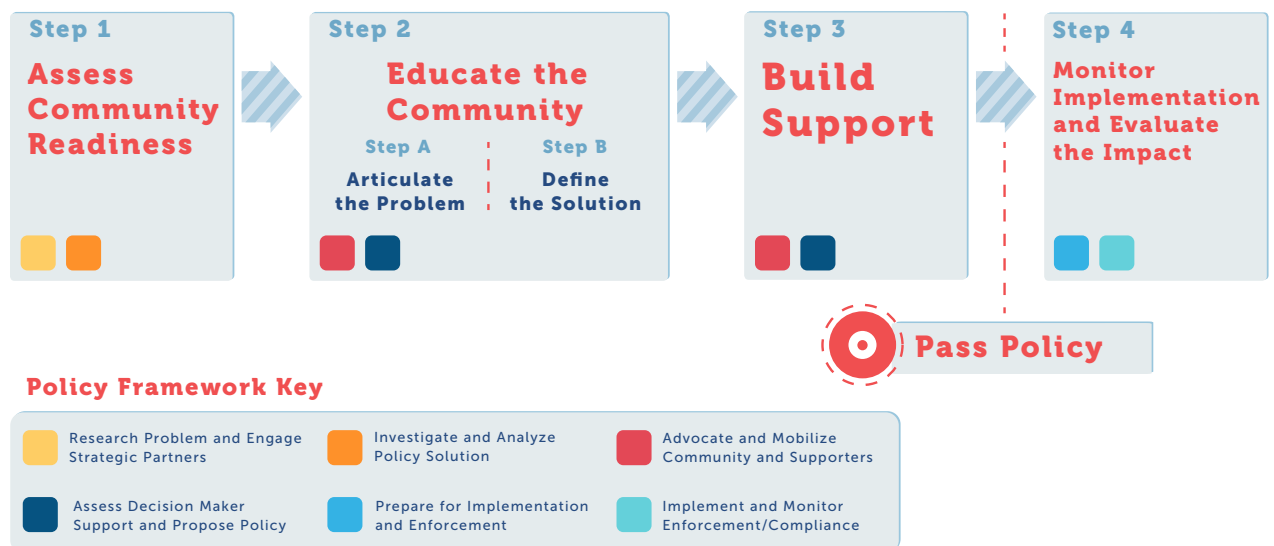 Step 1
Assess
Community
Readiness
Step 2
Educate the
Community
Step A
Articulate
the Problem
Step B
Define
the Solution
Step 3
Build
Support
Step 4
Monitor
Implementation
and Evaluate
the Impact
Pass Policy
Policy Framework Key
Research Problem and Engage
Strategic Partners
Investigate and Analyze
Policy Solution
Advocate and Mobilize
Community and Supporters
Assess Decision Maker
Support and Propose Policy
Prepare for Implementation
and Enforcement
Implement and Monitor
Enforcement/Compliance